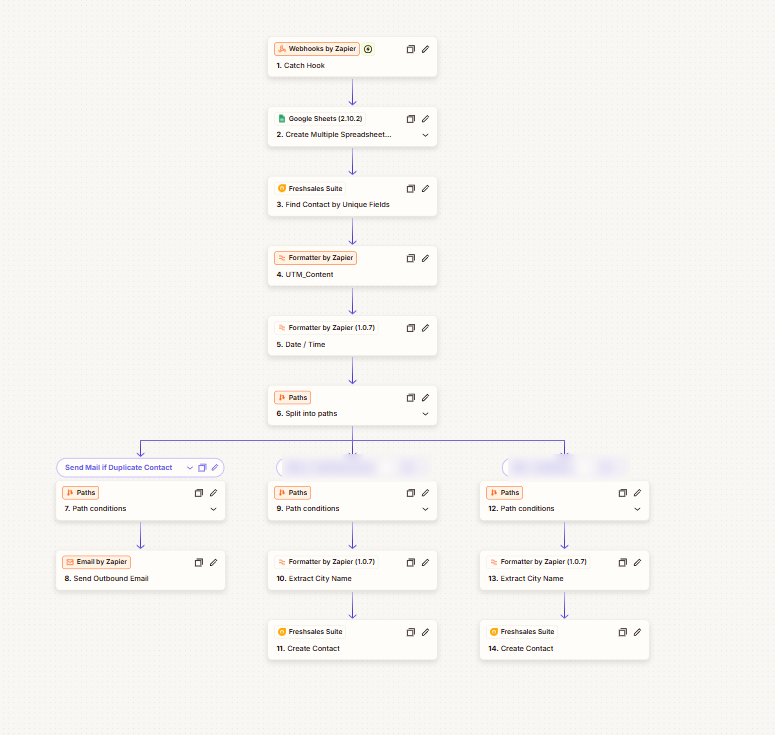 Webhooks by Zapier
1. Catch Hook
Google Sheets (2.10.2)
2. Create Multiple Spreadsheet...
Freshsales Suite
3. Find Contact by Unique Fields
Formatter by Zapier
4. UTM_Content
Formatter by Zapier (1.0.7)
5. Date / Time
Paths
6. Split into paths
Send Mail if Duplicate Contact
Paths
7. Path conditions
Email by Zapier
8. Send Outbound Email
Paths
9. Path conditions
Formatter by Zapier (1.0.7)
10. Extract City Name
Freshsales Suite
11. Create Contact
Paths
12. Path conditions
Formatter by Zapier (1.0.7)
13. Extract City Name
Freshsales Suite
14. Create Contact